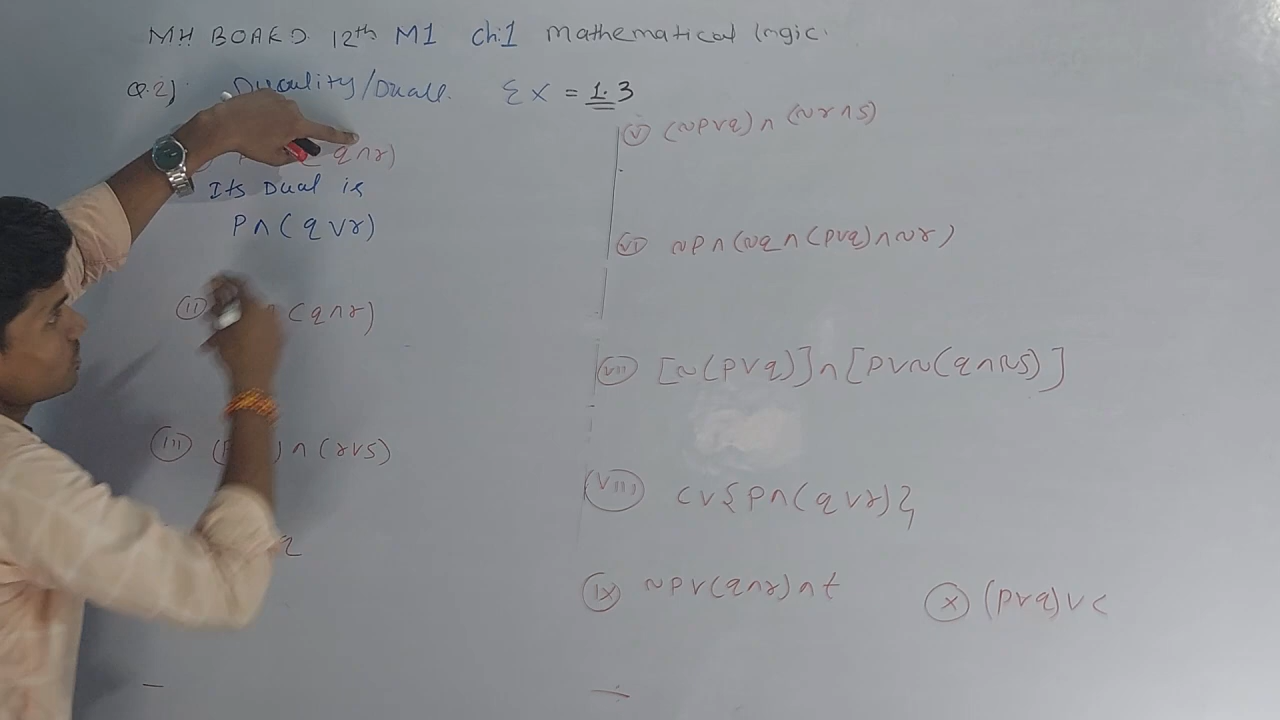 MH BOARD 12th M1 Ch:1 Mathematical Logic.
Q.2) Duality/Duall. Ex = 1.3
q∧r)
Its Dual is
P∧(q∨r)
(ii) ∧ (q∧r)
(iii) ( ) ∧ (r∨s)
(v) (~p∨q)∧(~r∧s)
(vi) ~p∧(~q∧(p∨q)∧~r)
(vii) [~(p∨q)]∧[p∨~(q∧~s)]
(viii) c∨{p∧(q∨r)}
(ix) ~p∨(q∧r)∧t
(x) (p∨q)∨c